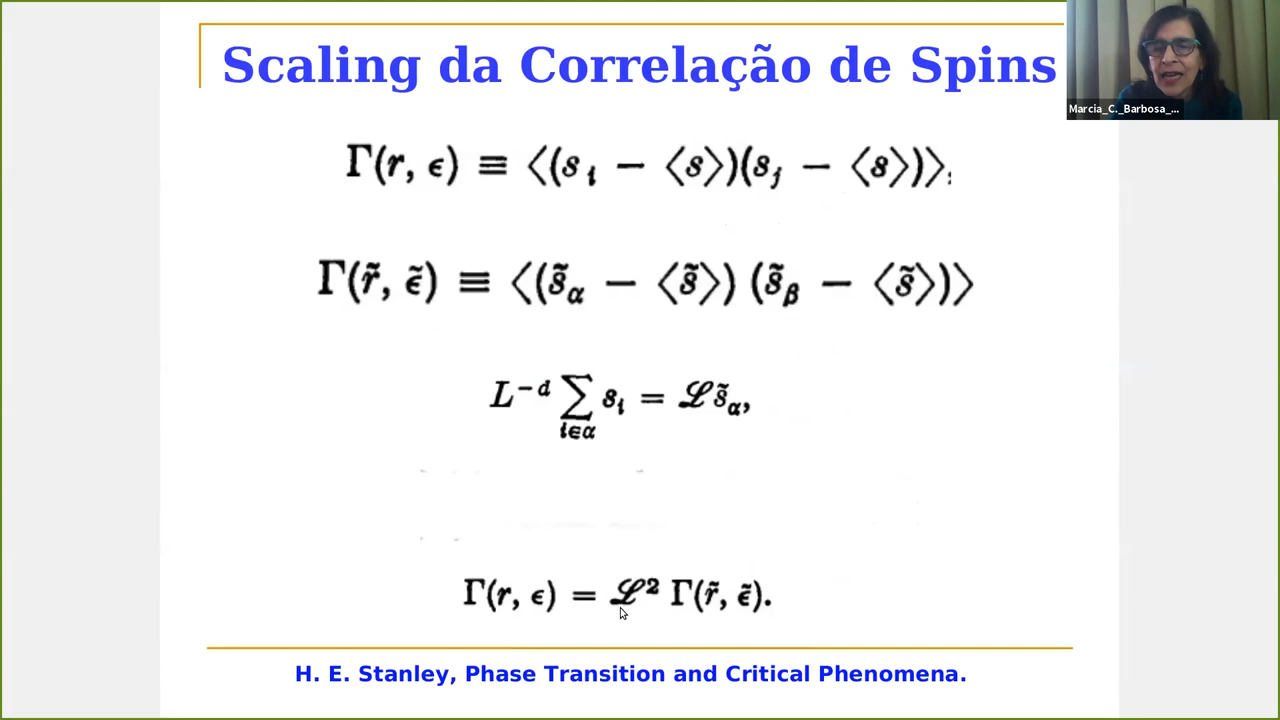 Scaling da Correlação de Spins
Marcia_C._Barbosa_...
Γ(r, ϵ) ≡ ⟨(s_i − ⟨s⟩)(s_j − ⟨s⟩)⟩;
Γ(r̃, ϵ̃) ≡ ⟨(s̃_α − ⟨s̃⟩) (s̃_β − ⟨s̃⟩)⟩
L^{−d} ∑_{i∈α} s_i = ℒs̃_α,
Γ(r, ϵ) = ℒ² Γ(r̃, ϵ̃).
H. E. Stanley, Phase Transition and Critical Phenomena.